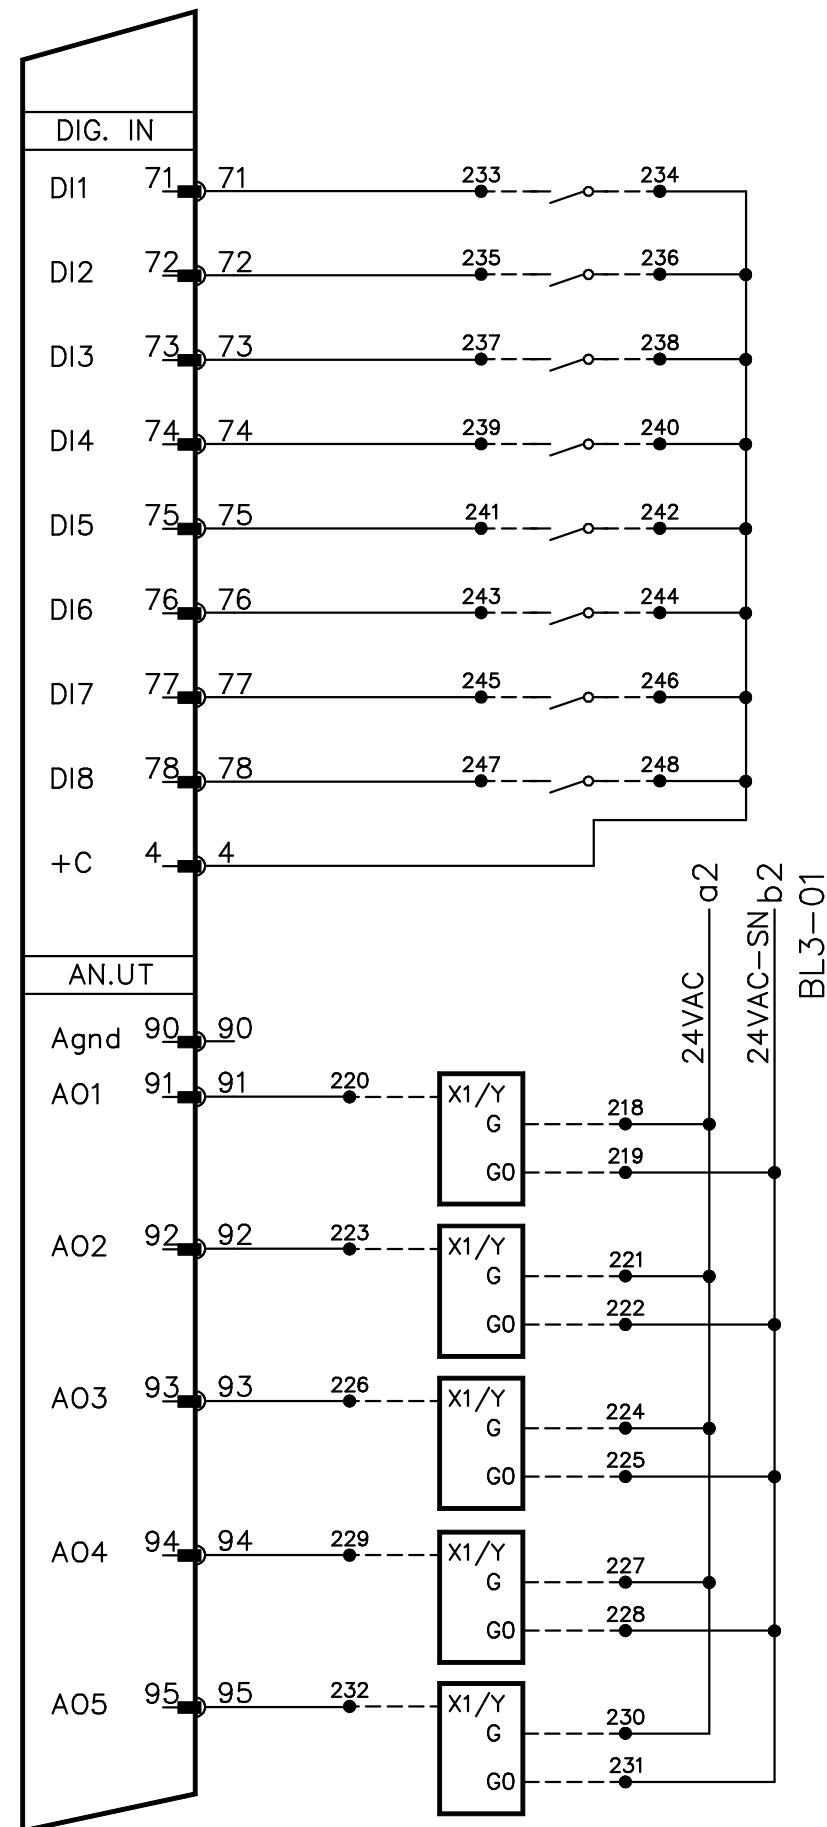 DIG. IN
DI1 71 71 233 234
DI2 72 72 235 236
DI3 73 73 237 238
DI4 74 74 239 240
DI5 75 75 241 242
DI6 76 76 243 244
DI7 77 77 245 246
DI8 78 78 247 248
+C 4 4
a2
b2
24VAC
24VAC-SN
BL3-01
AN.UT
Agnd 90 90
AO1 91 91 220 X1/Y
G 218
G0 219
AO2 92 92 223 X1/Y
G 221
G0 222
AO3 93 93 226 X1/Y
G 224
G0 225
AO4 94 94 229 X1/Y
G 227
G0 228
AO5 95 95 232 X1/Y
G 230
G0 231